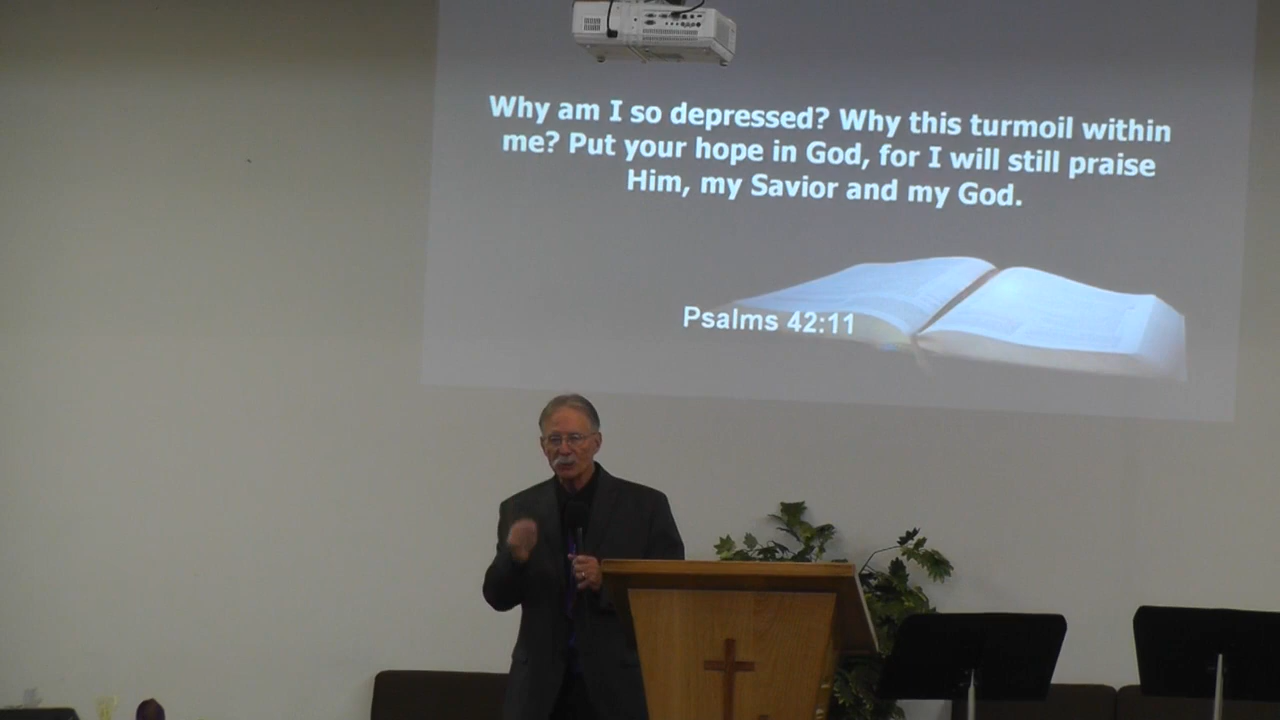 Why am I so depressed? Why this turmoil within
me? Put your hope in God, for I will still praise
Him, my Savior and my God.
Psalms 42:11